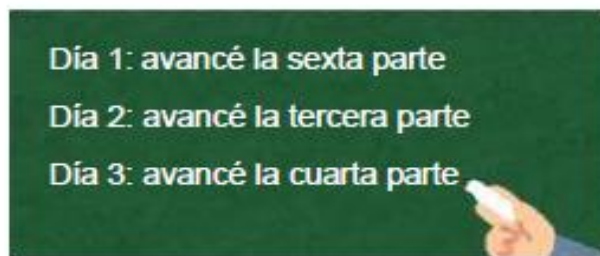 Día 1: avancé la sexta parte
Día 2: avancé la tercera parte
Día 3: avancé la cuarta parte